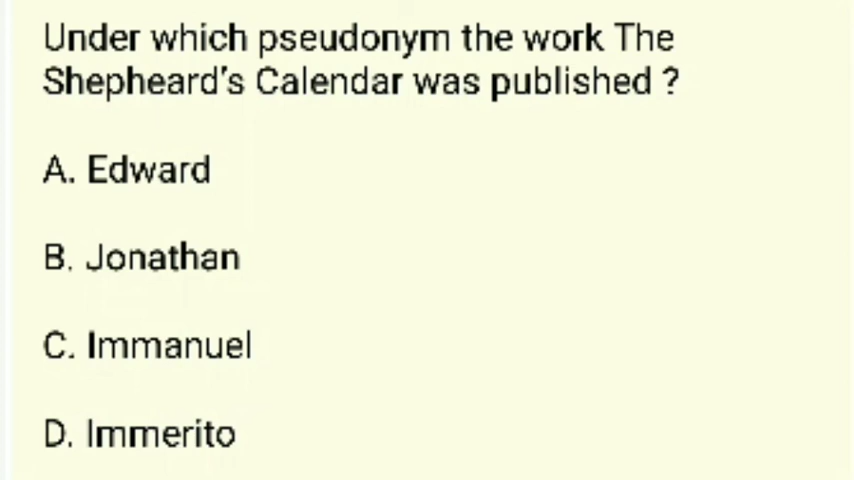 Under which pseudonym the work The
Shepheard's Calendar was published ?
A. Edward
B. Jonathan
C. Immanuel
D. Immerito